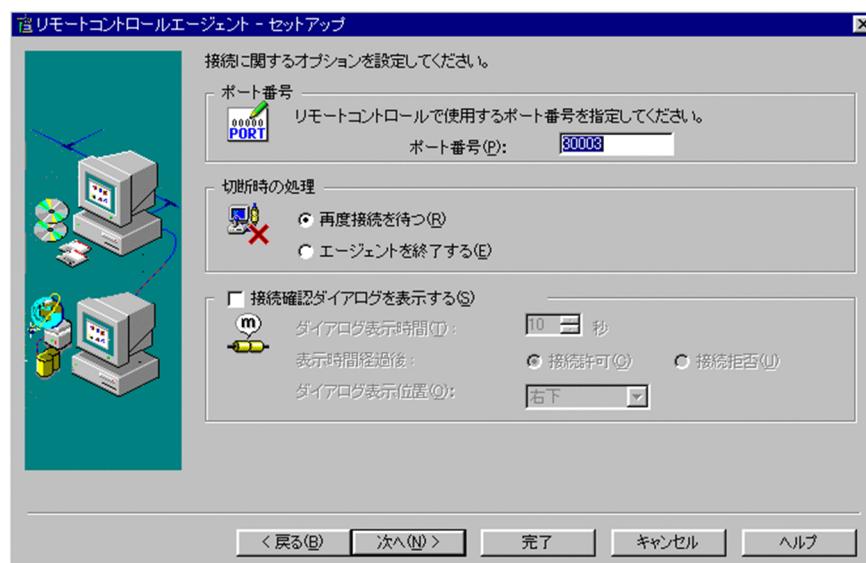 リモートコントロールエージェント - セットアップ
接続に関するオプションを設定してください。
ポート番号
00000
PORT
リモートコントロールで使用するポート番号を指定してください。
ポート番号(P): 30003
切断時の処理
再度接続を待つ(R)
エージェントを終了する(E)
接続確認ダイアログを表示する(S)
m
ダイアログ表示時間(T): 10 秒
表示時間経過後: 接続許可(C) 接続拒否(U)
ダイアログ表示位置(O): 右下
< 戻る(B) 次へ(N) > 完了 キャンセル ヘルプ